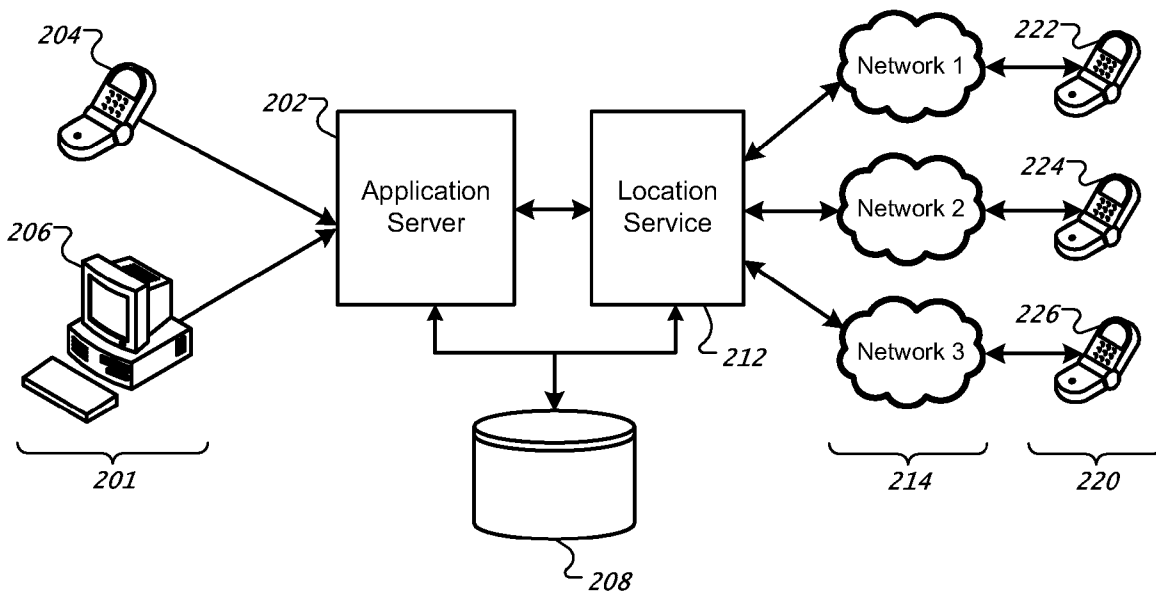 204
202
206
Application
Server
Location
Service
212
208
201
Network 1
Network 2
Network 3
214
222
224
226
220